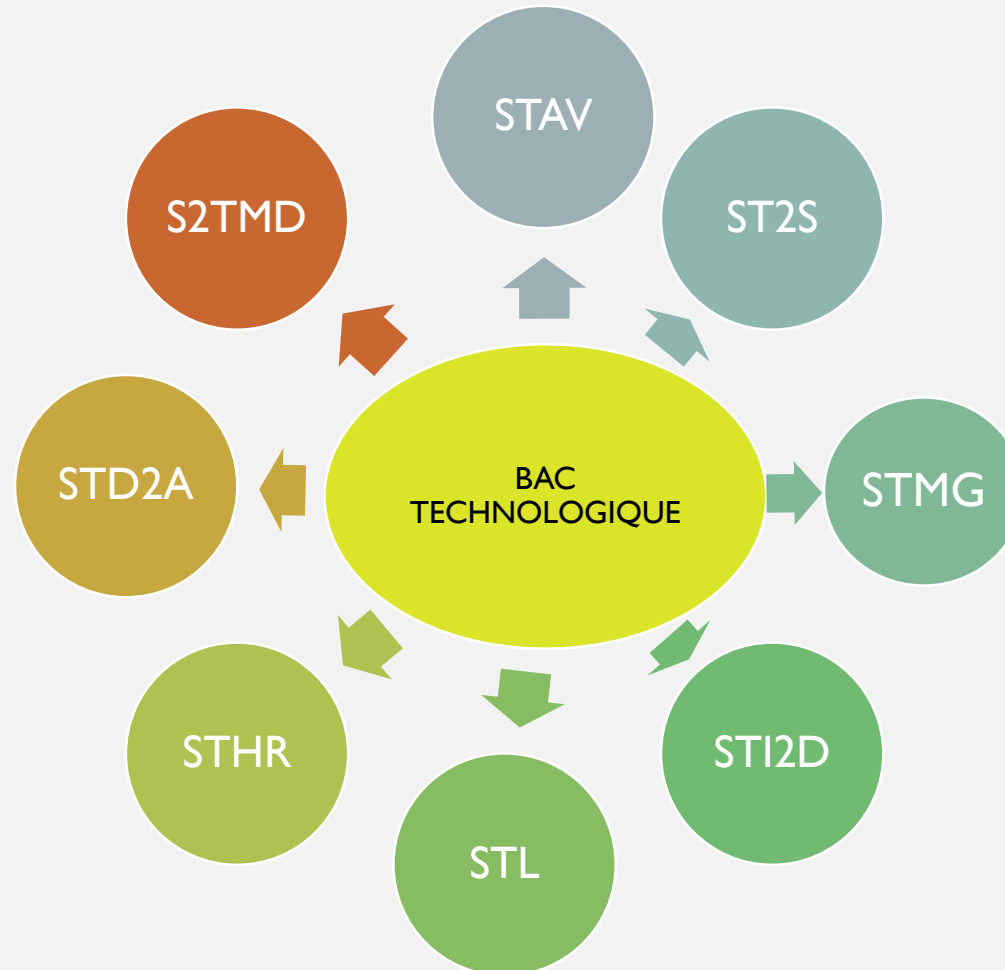 STAV
ST2S
STMG
STI2D
STL
STHR
STD2A
S2TMD
BAC
TECHNOLOGIQUE